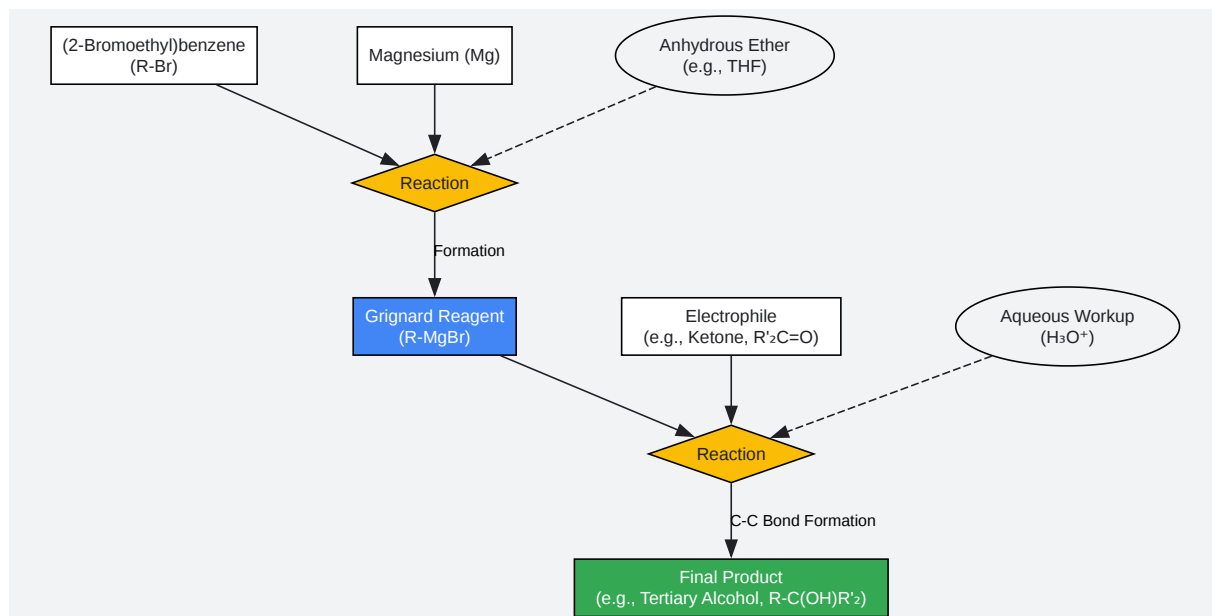 (2-Bromoethyl)benzene
(R-Br)
Magnesium (Mg)
Anhydrous Ether
(e.g., THF)
Reaction
Formation
Grignard Reagent
(R-MgBr)
Electrophile
(e.g., Ketone, R'₂C=O)
Aqueous Workup
(H₃O⁺)
Reaction
C-C Bond Formation
Final Product
(e.g., Tertiary Alcohol, R-C(OH)R'₂)